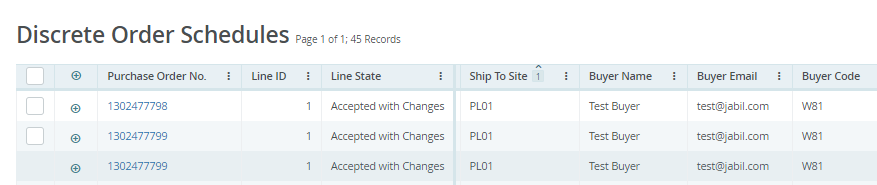 Discrete Order Schedules Page 1 of 1; 45 Records
Purchase Order No. Line ID Line State Ship To Site 1 Buyer Name Buyer Email Buyer Code
1302477798 1 Accepted with Changes PL01 Test Buyer test@jabil.com W81
1302477799 1 Accepted with Changes PL01 Test Buyer test@jabil.com W81
1302477799 1 Accepted with Changes PL01 Test Buyer test@jabil.com W81